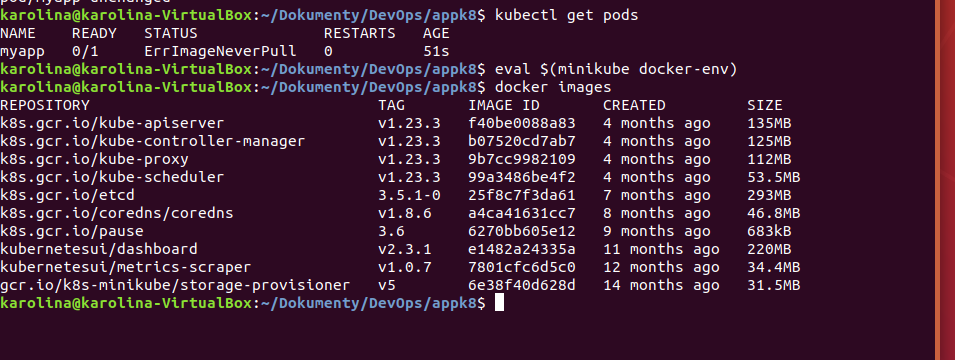 pod/myapp unchanged
karolina@karolina-VirtualBox:~/Dokumenty/DevOps/appk8$ kubectl get pods
NAME READY STATUS RESTARTS AGE
myapp 0/1 ErrImageNeverPull 0 51s
karolina@karolina-VirtualBox:~/Dokumenty/DevOps/appk8$ eval $(minikube docker-env)
karolina@karolina-VirtualBox:~/Dokumenty/DevOps/appk8$ docker images
REPOSITORY TAG IMAGE ID CREATED SIZE
k8s.gcr.io/kube-apiserver v1.23.3 f40be0088a83 4 months ago 135MB
k8s.gcr.io/kube-controller-manager v1.23.3 b07520cd7ab7 4 months ago 125MB
k8s.gcr.io/kube-proxy v1.23.3 9b7cc9982109 4 months ago 112MB
k8s.gcr.io/kube-scheduler v1.23.3 99a3486be4f2 4 months ago 53.5MB
k8s.gcr.io/etcd 3.5.1-0 25f8c7f3da61 7 months ago 293MB
k8s.gcr.io/coredns/coredns v1.8.6 a4ca41631cc7 8 months ago 46.8MB
k8s.gcr.io/pause 3.6 6270bb605e12 9 months ago 683kB
kubernetesui/dashboard v2.3.1 e1482a24335a 11 months ago 220MB
kubernetesui/metrics-scraper v1.0.7 7801cfc6d5c0 12 months ago 34.4MB
gcr.io/k8s-minikube/storage-provisioner v5 6e38f40d628d 14 months ago 31.5MB
karolina@karolina-VirtualBox:~/Dokumenty/DevOps/appk8$